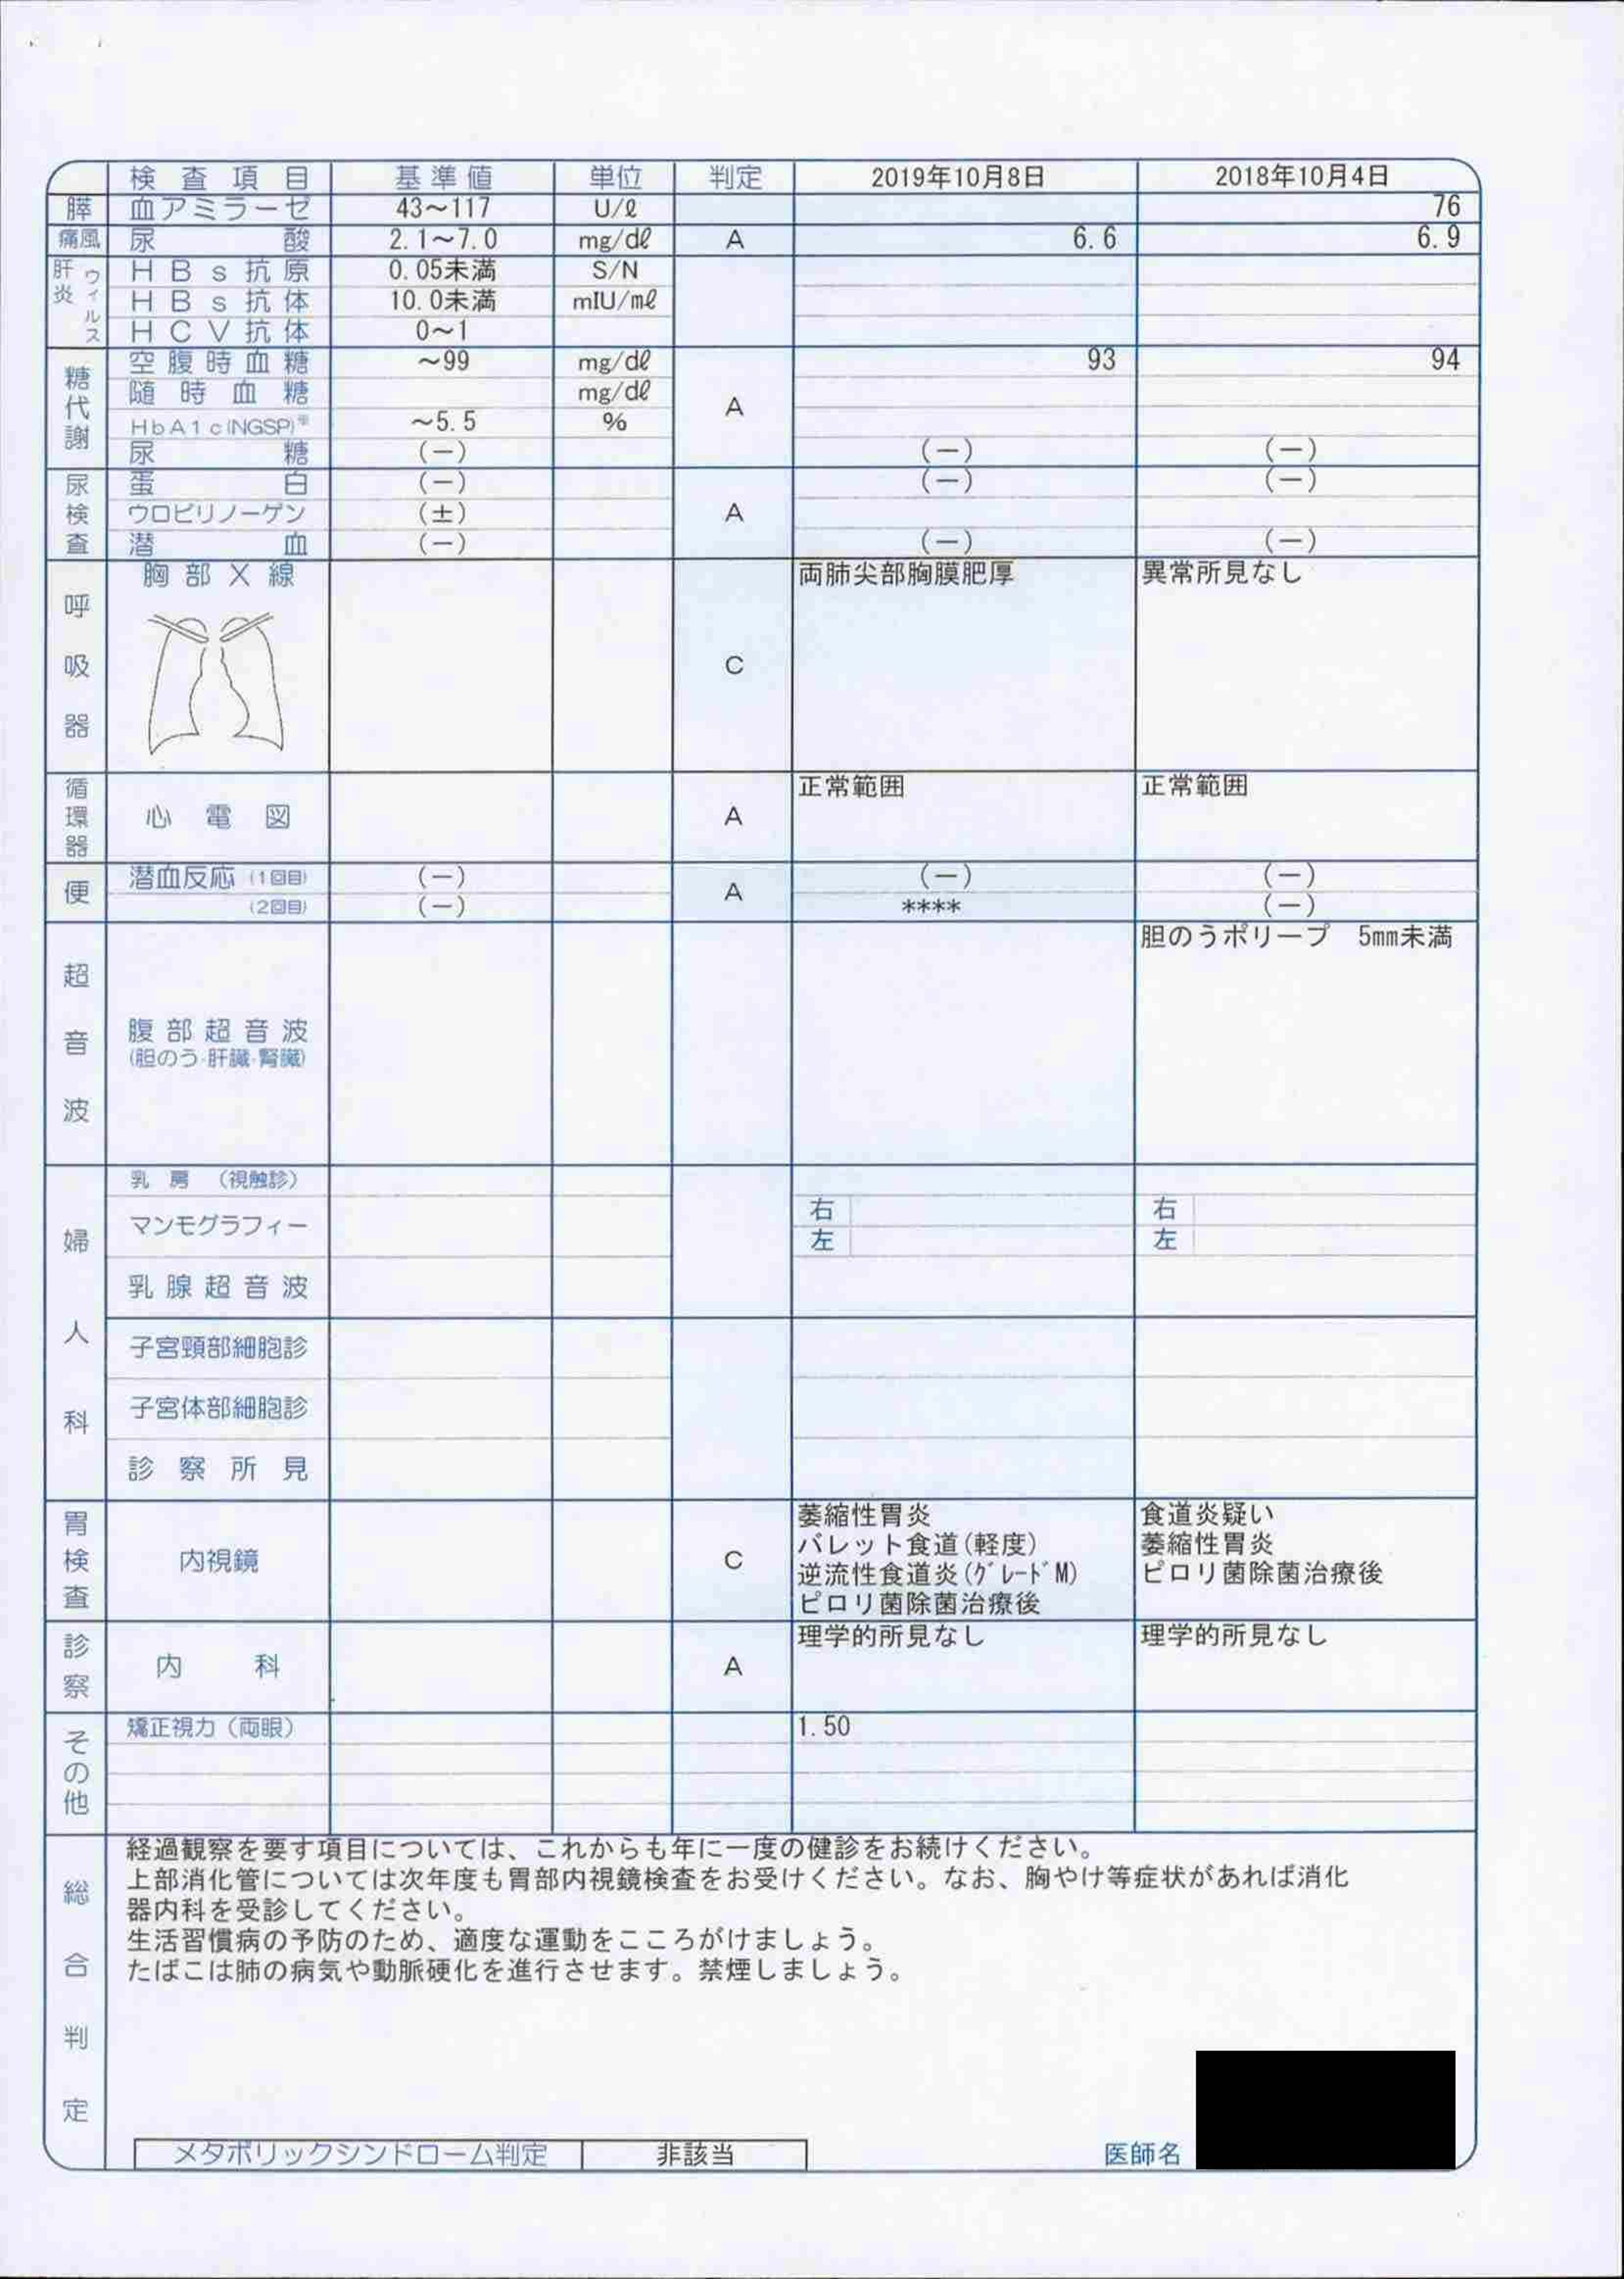 検査項目 基準値 単位 判定 2019年10月8日 2018年10月4日
膵 血アミラーゼ 43～117 U/ℓ 76
痛風 尿酸 2.1～7.0 mg/dℓ A 6.6 6.9
肝炎ウィルス
HBs抗原 0.05未満 S/N
HBs抗体 10.0未満 mIU/mℓ
HCV抗体 0～1
糖代謝
空腹時血糖 ～99 mg/dℓ 93 94
随時血糖 mg/dℓ
A
HbA1c(NGSP)※ ～5.5 %
尿糖 (－) (－) (－)
尿検査
蛋白 (－) (－) (－)
ウロビリノーゲン (±) A
潜血 (－) (－) (－)
呼吸器
胸部X線 C 両肺尖部胸膜肥厚 異常所見なし
循環器
心電図 A 正常範囲 正常範囲
便
潜血反応 (1回目) (－) A (－) (－)
(2回目) (－) **** (－)
超音波
腹部超音波 胆のうポリープ 5mm未満
(胆のう・肝臓・腎臓)
婦人科
乳房 (視触診)
マンモグラフィー 右 右
左 左
乳腺超音波
子宮頸部細胞診
子宮体部細胞診
診察所見
胃検査
内視鏡 C
萎縮性胃炎 食道炎疑い
バレット食道(軽度) 萎縮性胃炎
逆流性食道炎(ｸﾞﾚｰﾄﾞM) ピロリ菌除菌治療後
ピロリ菌除菌治療後
診察
内科 A 理学的所見なし 理学的所見なし
その他
矯正視力（両眼） 1.50
総合判定
経過観察を要す項目については、これからも年に一度の健診をお続けください。
上部消化管については次年度も胃部内視鏡検査をお受けください。なお、胸やけ等症状があれば消化
器内科を受診してください。
生活習慣病の予防のため、適度な運動をこころがけましょう。
たばこは肺の病気や動脈硬化を進行させます。禁煙しましょう。
メタボリックシンドローム判定 非該当 医師名